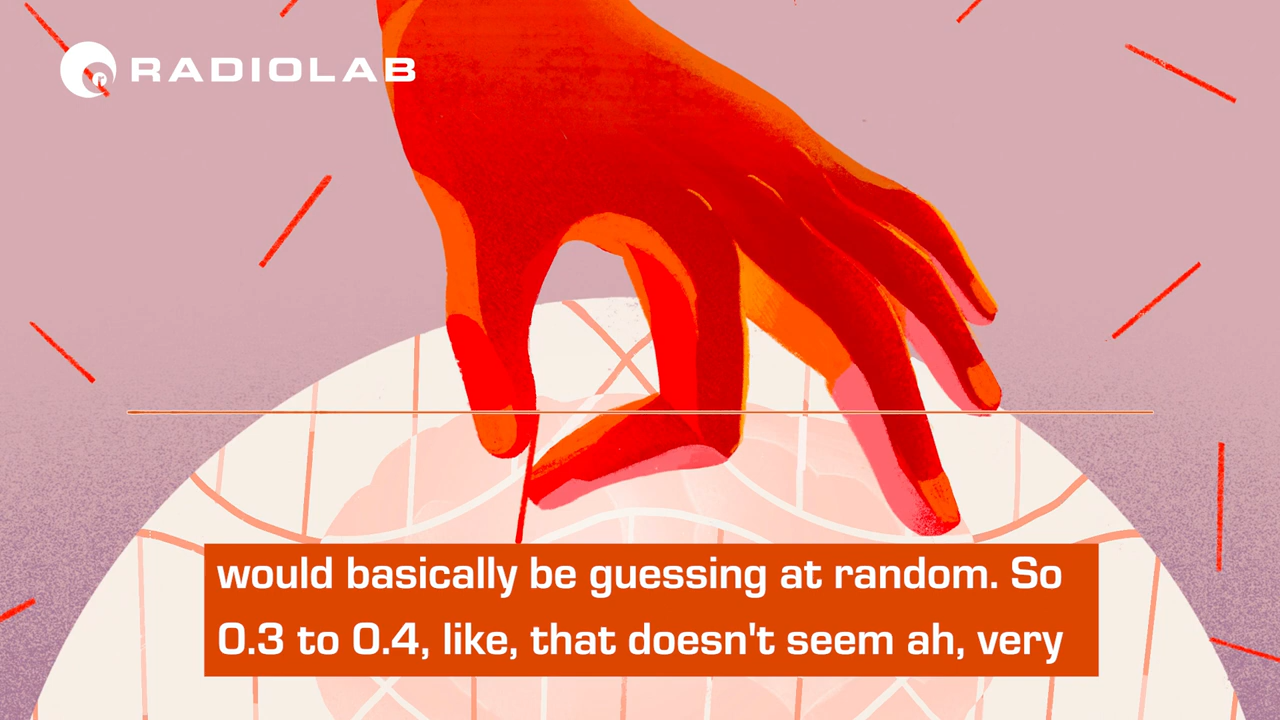 RADIOLAB
would basically be guessing at random. So
0.3 to 0.4, like, that doesn't seem ah, very